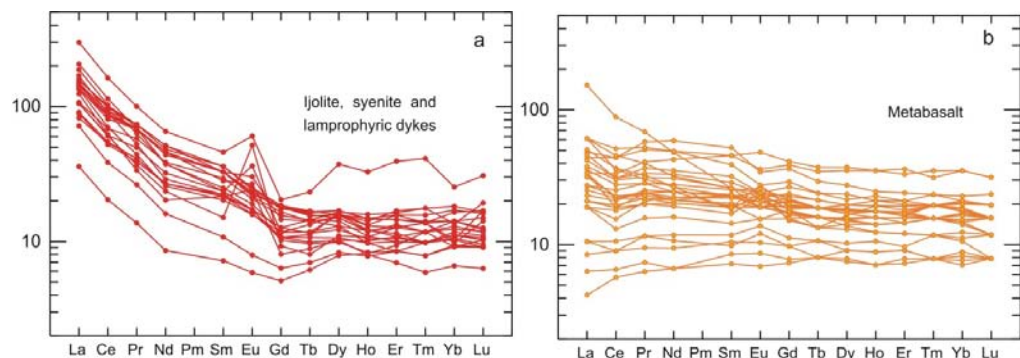 a
100
10
Ijolite, syenite and
lamprophyric dykes
La Ce Pr Nd Pm Sm Eu Gd Tb Dy Ho Er Tm Yb Lu
b
100
10
Metabasalt
La Ce Pr Nd Pm Sm Eu Gd Tb Dy Ho Er Tm Yb Lu